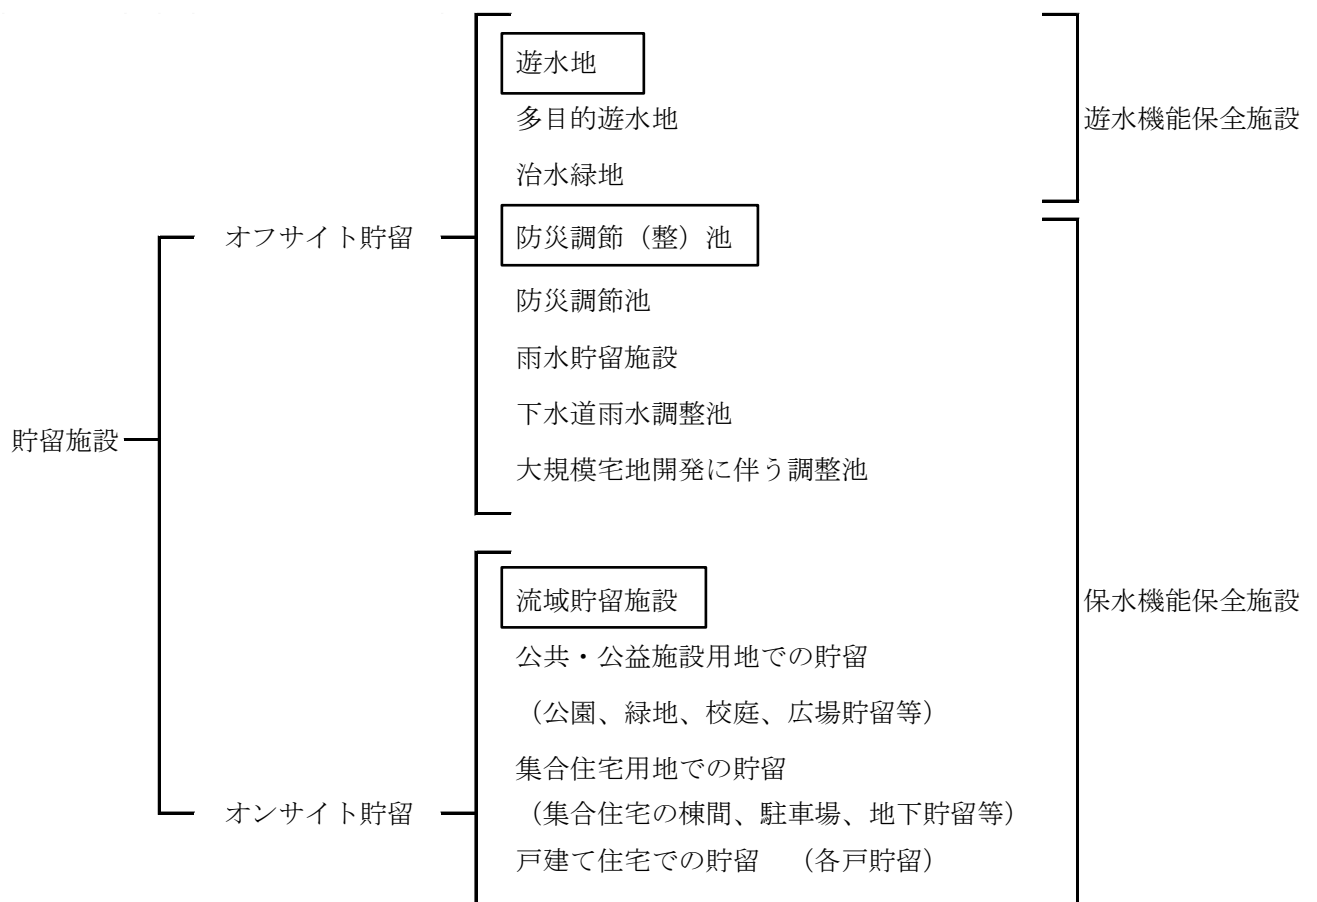 遊水地
多目的遊水地
遊水機能保全施設
治水緑地
オフサイト貯留
防災調節（整）池
防災調節池
雨水貯留施設
下水道雨水調整池
貯留施設
大規模宅地開発に伴う調整池
流域貯留施設
保水機能保全施設
公共・公益施設用地での貯留
（公園、緑地、校庭、広場貯留等）
集合住宅用地での貯留
オンサイト貯留
（集合住宅の棟間、駐車場、地下貯留等）
戸建て住宅での貯留　（各戸貯留）